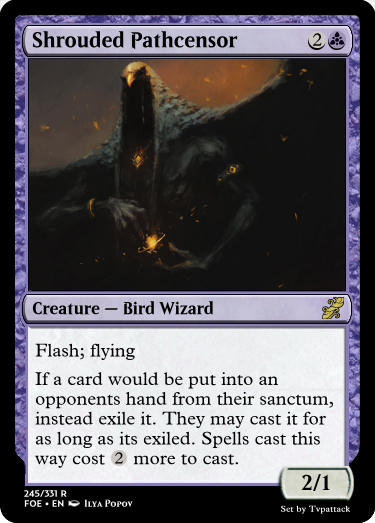 Shrouded Pathcensor 2
Creature — Bird Wizard
Flash; flying
If a card would be put into an
opponents hand from their sanctum,
instead exile it. They may cast it for
as long as its exiled. Spells cast this
way cost 2 more to cast.
2/1
245/331 R
FOE • EN Ilya Popov
Set by Tvpattack